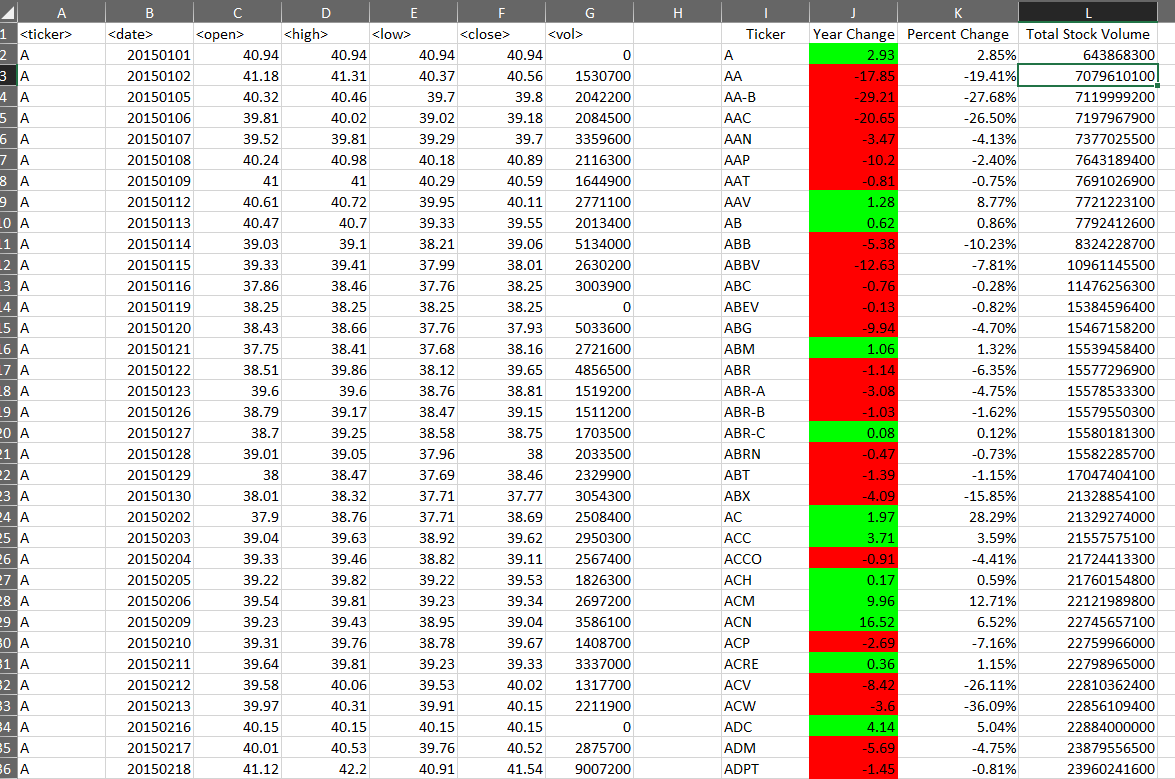 A B C D E F G H I J K L
1 <ticker> <date> <open> <high> <low> <close> <vol> Ticker Year Change Percent Change Total Stock Volume
2 A 20150101 40.94 40.94 40.94 40.94 0 A 2.93 2.85% 643868300
3 A 20150102 41.18 41.31 40.37 40.56 1530700 AA -17.85 -19.41% 7079610100
4 A 20150105 40.32 40.46 39.7 39.8 2042200 AA-B -29.21 -27.68% 7119999200
5 A 20150106 39.81 40.02 39.02 39.18 2084500 AAC -20.65 -26.50% 7197967900
6 A 20150107 39.52 39.81 39.29 39.7 3359600 AAN -3.47 -4.13% 7377025500
7 A 20150108 40.24 40.98 40.18 40.89 2116300 AAP -10.2 -2.40% 7643189400
8 A 20150109 41 41 40.29 40.59 1644900 AAT -0.81 -0.75% 7691026900
9 A 20150112 40.61 40.72 39.95 40.11 2771100 AAV 1.28 8.77% 7721223100
10 A 20150113 40.47 40.7 39.33 39.55 2013400 AB 0.62 0.86% 7792412600
11 A 20150114 39.03 39.1 38.21 39.06 5134000 ABB -5.38 -10.23% 8324228700
12 A 20150115 39.33 39.41 37.99 38.01 2630200 ABBV -12.63 -7.81% 10961145500
13 A 20150116 37.86 38.46 37.76 38.25 3003900 ABC -0.76 -0.28% 11476256300
14 A 20150119 38.25 38.25 38.25 38.25 0 ABEV -0.13 -0.82% 15384596400
15 A 20150120 38.43 38.66 37.76 37.93 5033600 ABG -9.94 -4.70% 15467158200
16 A 20150121 37.75 38.41 37.68 38.16 2721600 ABM 1.06 1.32% 15539458400
17 A 20150122 38.51 39.86 38.12 39.65 4856500 ABR -1.14 -6.35% 15577296900
18 A 20150123 39.6 39.6 38.76 38.81 1519200 ABR-A -3.08 -4.75% 15578533300
19 A 20150126 38.79 39.17 38.47 39.15 1511200 ABR-B -1.03 -1.62% 15579550300
20 A 20150127 38.7 39.25 38.58 38.75 1703500 ABR-C 0.08 0.12% 15580181300
21 A 20150128 39.01 39.05 37.96 38 2033500 ABRN -0.47 -0.73% 15582285700
22 A 20150129 38 38.47 37.69 38.46 2329900 ABT -1.39 -1.15% 17047404100
23 A 20150130 38.01 38.32 37.71 37.77 3054300 ABX -4.09 -15.85% 21328854100
24 A 20150202 37.9 38.76 37.71 38.69 2508400 AC 1.97 28.29% 21329274000
25 A 20150203 39.04 39.63 38.92 39.62 2950300 ACC 3.71 3.59% 21557575100
26 A 20150204 39.33 39.46 38.82 39.11 2567400 ACCO -0.91 -4.41% 21724413300
27 A 20150205 39.22 39.82 39.22 39.53 1826300 ACH 0.17 0.59% 21760154800
28 A 20150206 39.54 39.81 39.23 39.34 2697200 ACM 9.96 12.71% 22121989800
29 A 20150209 39.23 39.43 38.95 39.04 3586100 ACN 16.52 6.52% 22745657100
30 A 20150210 39.31 39.76 38.78 39.67 1408700 ACP -2.69 -7.16% 22759966000
31 A 20150211 39.64 39.81 39.23 39.33 3337000 ACRE 0.36 1.15% 22798965000
32 A 20150212 39.58 40.06 39.53 40.02 1317700 ACV -8.42 -26.11% 22810362400
33 A 20150213 39.97 40.31 39.91 40.15 2211900 ACW -3.6 -36.09% 22856109400
34 A 20150216 40.15 40.15 40.15 40.15 0 ADC 4.14 5.04% 22884000000
35 A 20150217 40.01 40.53 39.76 40.52 2875700 ADM -5.69 -4.75% 23879556500
36 A 20150218 41.12 42.2 40.91 41.54 9007200 ADPT -1.45 -0.81% 23960241600